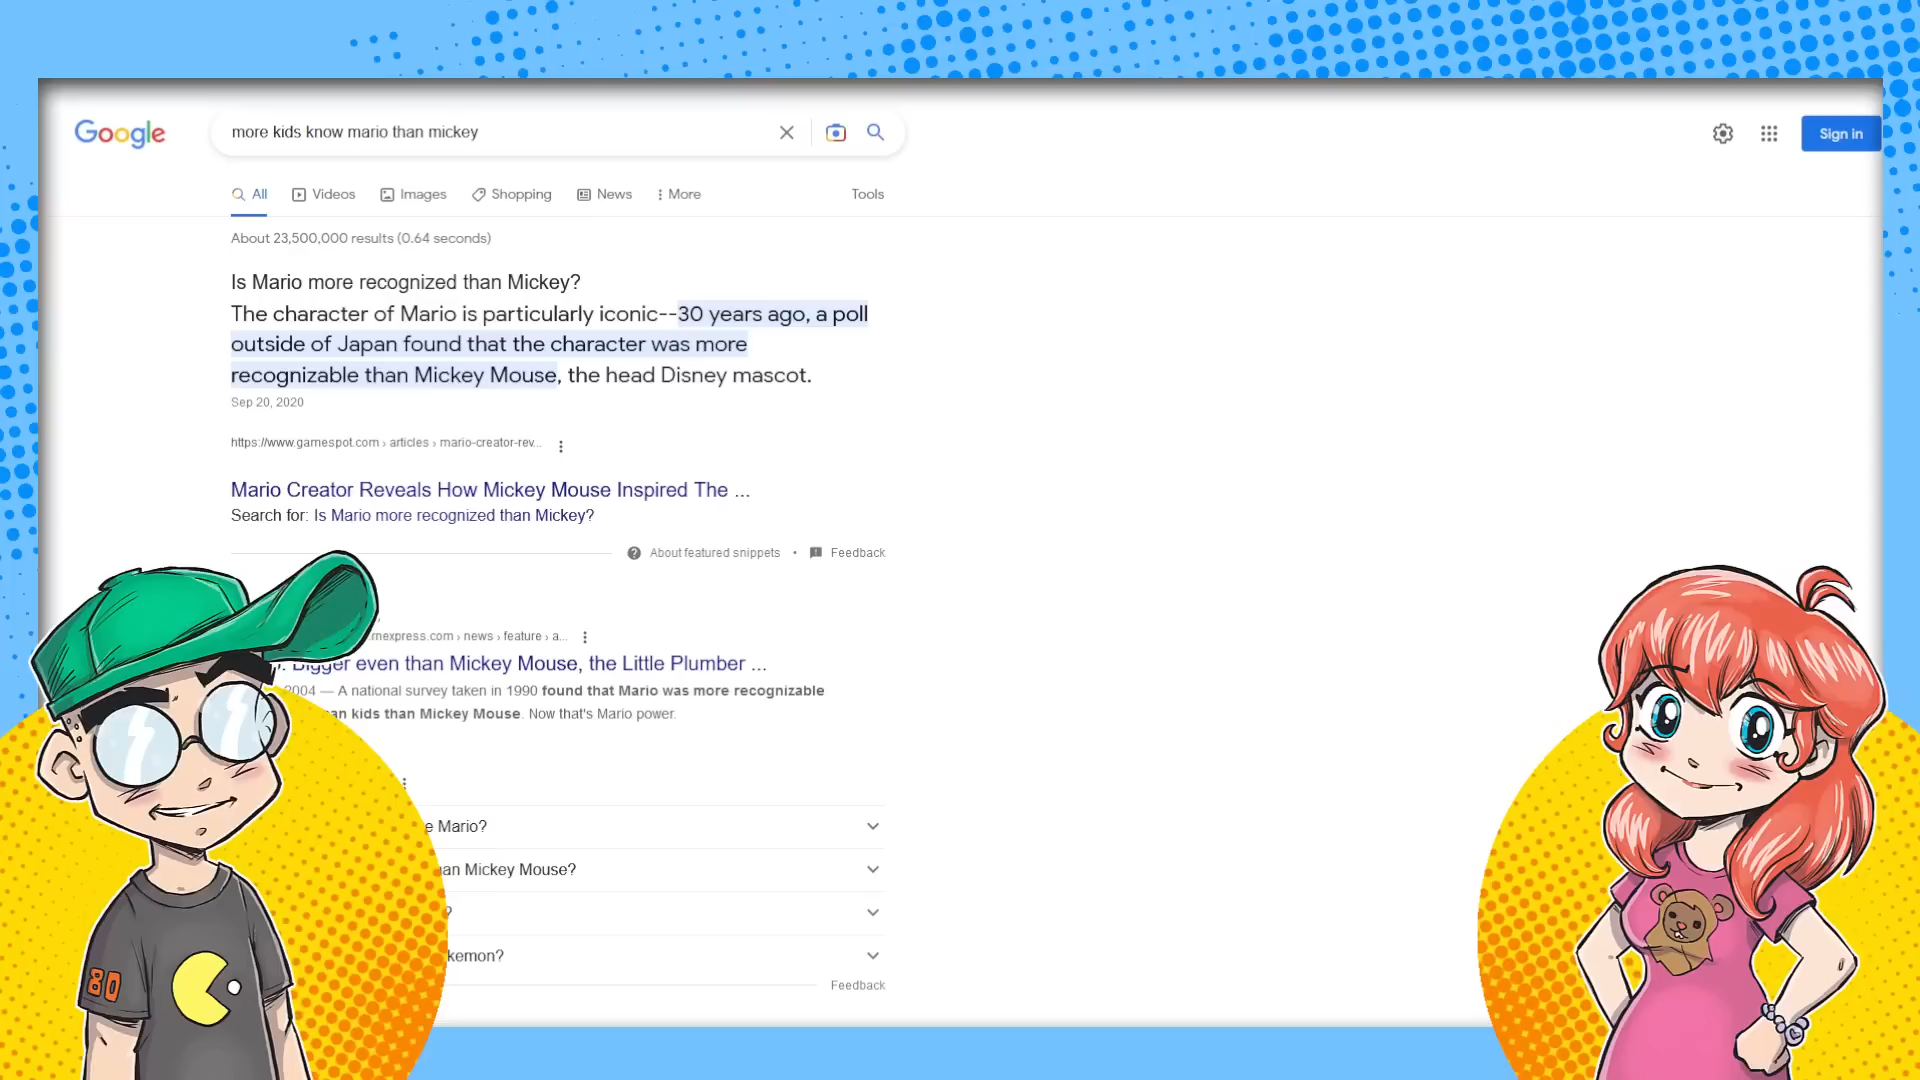 Google
more kids know mario than mickey
Sign in
All
Videos
Images
Shopping
News
More
Tools
About 23,500,000 results (0.64 seconds)
Is Mario more recognized than Mickey?
The character of Mario is particularly iconic--30 years ago, a poll
outside of Japan found that the character was more
recognizable than Mickey Mouse, the head Disney mascot.
Sep 20, 2020
https://www.gamespot.com › articles › mario-creator-rev...
Mario Creator Reveals How Mickey Mouse Inspired The ...
Search for: Is Mario more recognized than Mickey?
About featured snippets • Feedback
mexpress.com › news › feature › a...
Bigger even than Mickey Mouse, the Little Plumber ...
2004 — A national survey taken in 1990 found that Mario was more recognizable
an kids than Mickey Mouse. Now that's Mario power.
e Mario?
an Mickey Mouse?
?
kemon?
Feedback
80